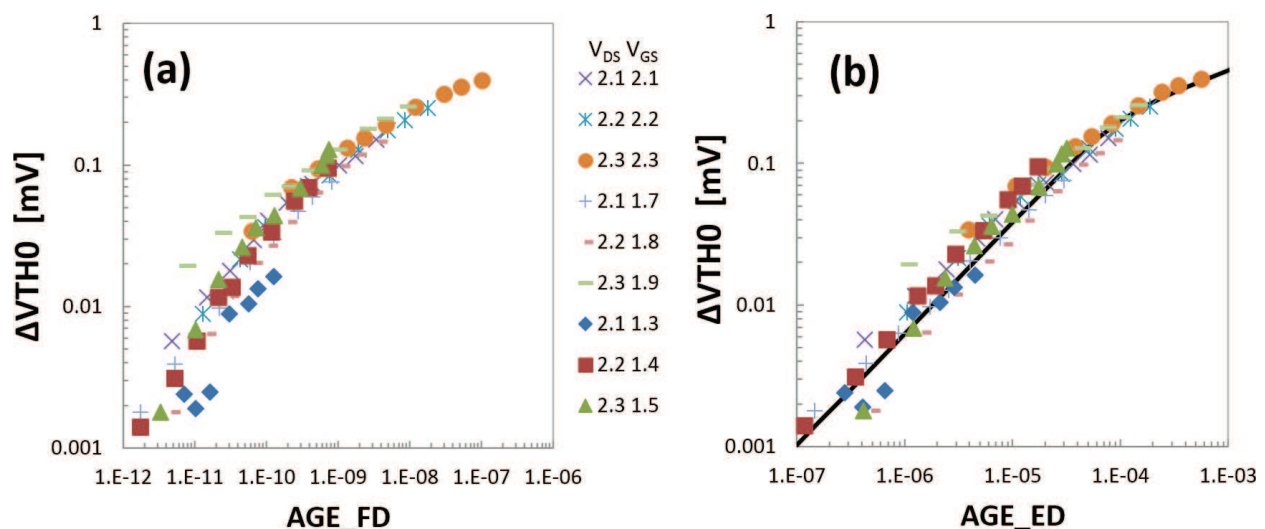 (a)
1
0.1
0.01
0.001
ΔVTH0 [mV]
1.E-12 1.E-11 1.E-10 1.E-09 1.E-08 1.E-07 1.E-06
AGE_FD
VDS VGS
2.1 2.1
2.2 2.2
2.3 2.3
2.1 1.7
2.2 1.8
2.3 1.9
2.1 1.3
2.2 1.4
2.3 1.5
(b)
1
0.1
0.01
0.001
ΔVTH0 [mV]
1.E-07 1.E-06 1.E-05 1.E-04 1.E-03
AGE_ED